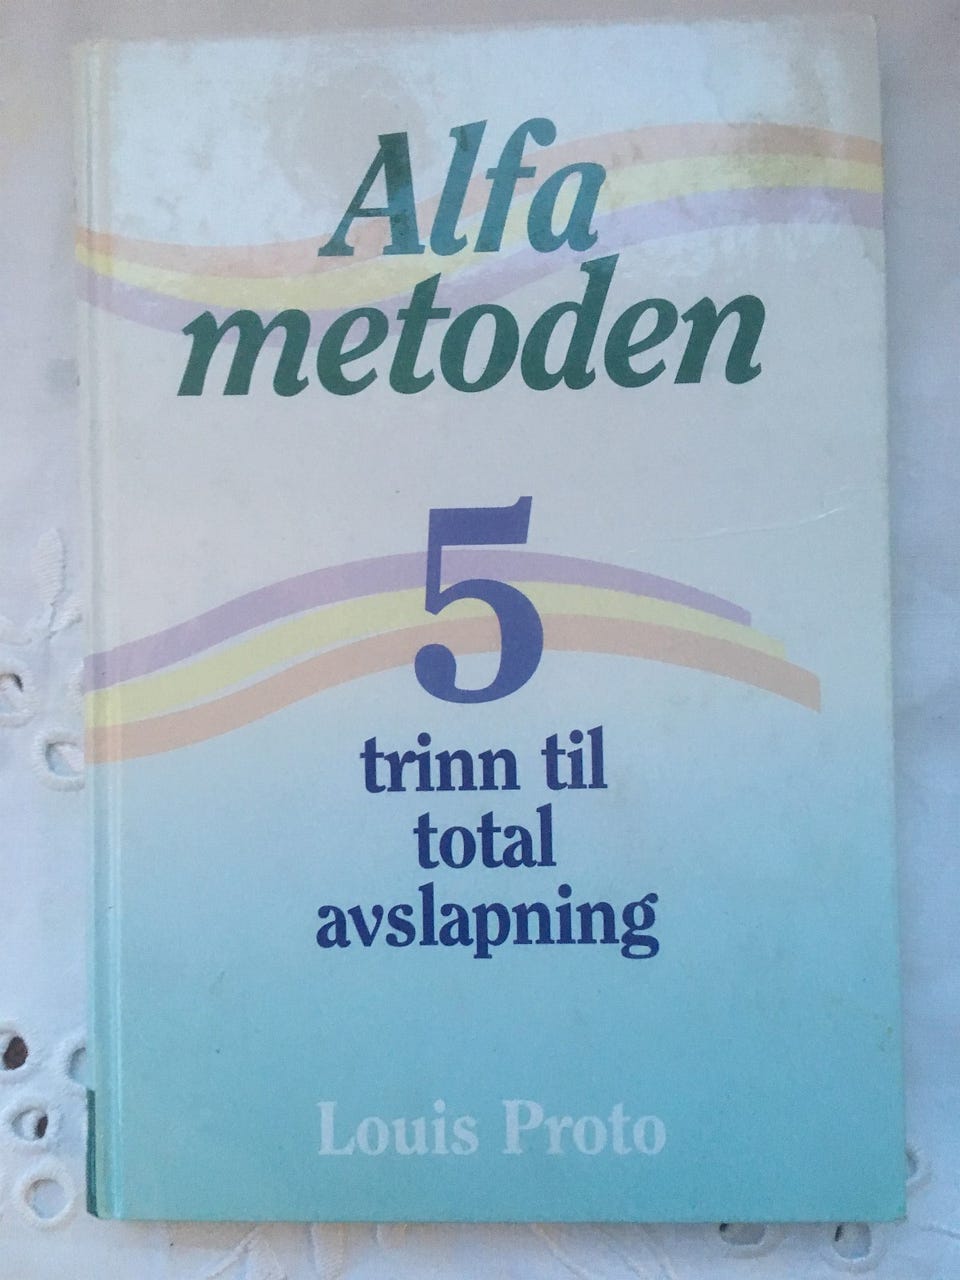 Alfa
metoden
5
trinn til
total
avslapning
Louis Proto